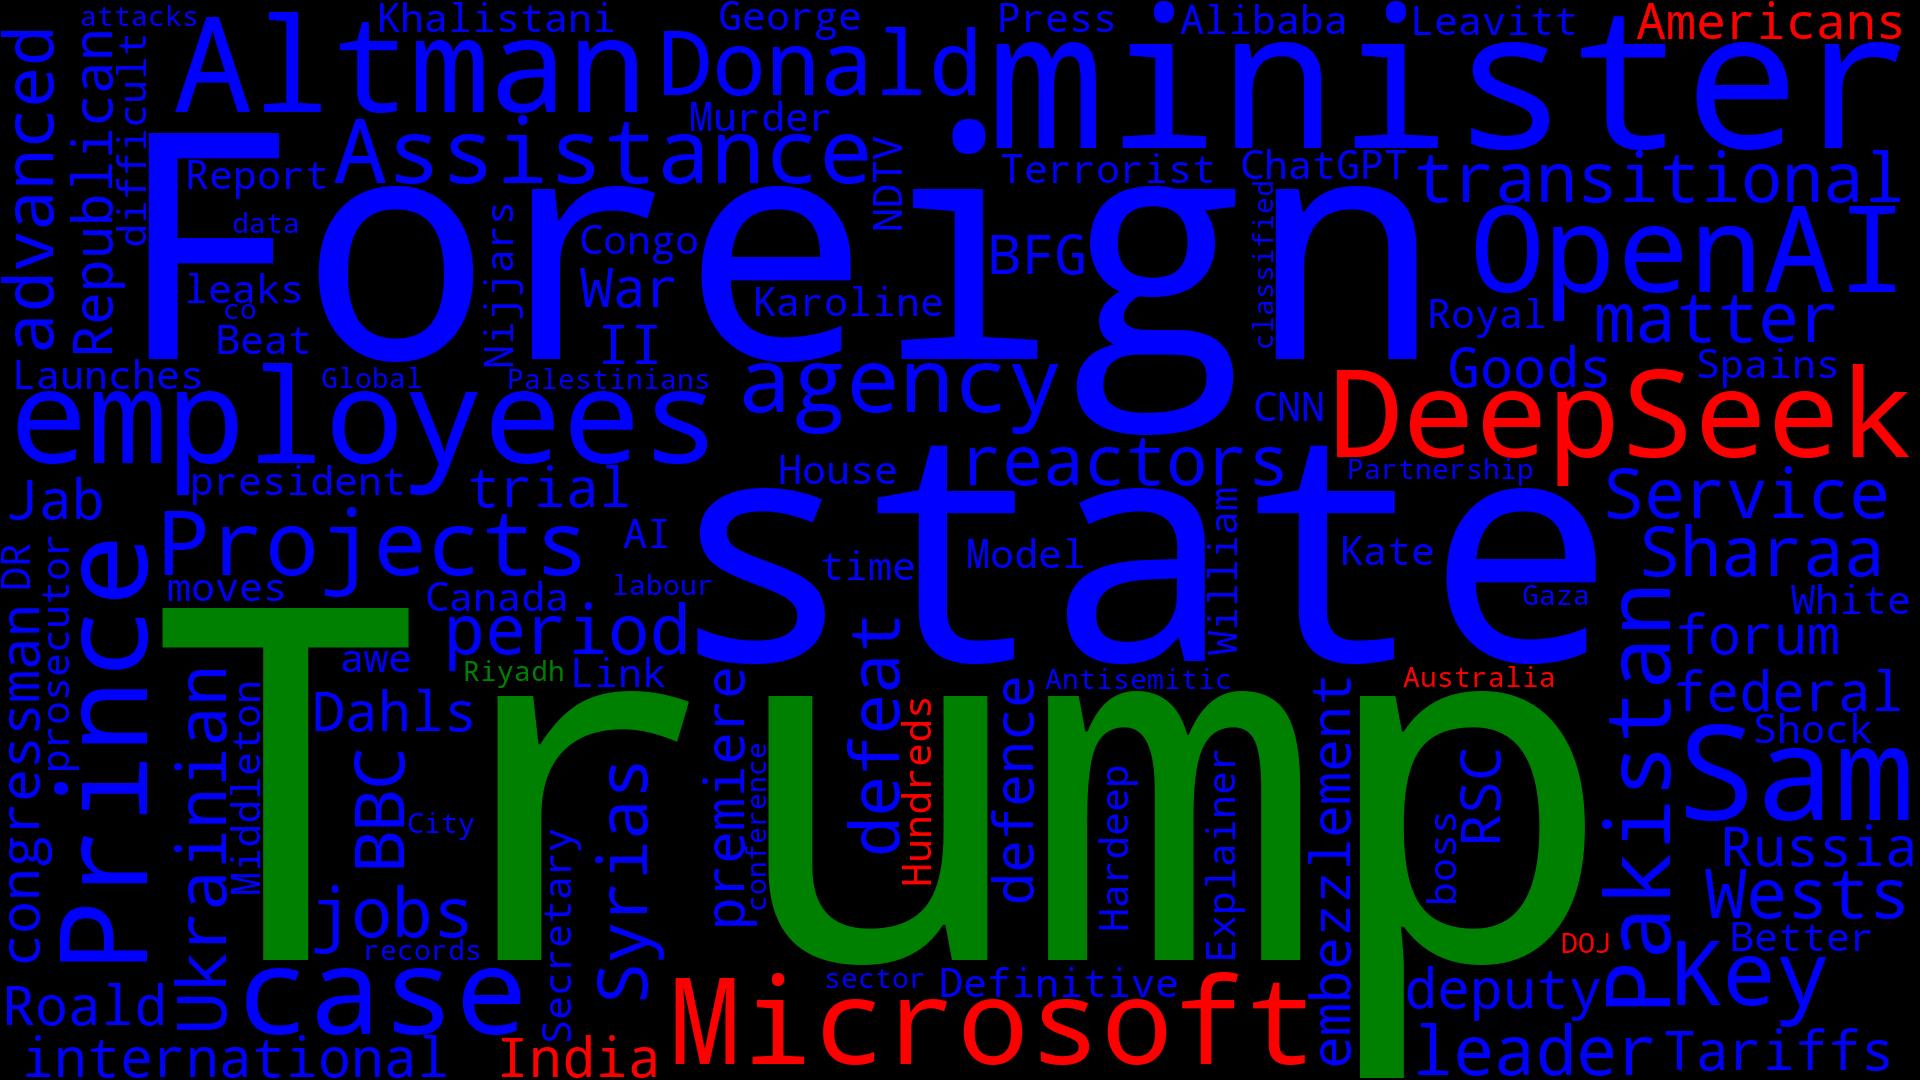 attacks
Khalistani
George
Press
Alibaba
Leavitt
Americans
advanced
Republican
difficult
Altman
Donald
minister
Murder
Assistance
Report
NDTV
Terrorist
ChatGPT
transitional
Foreign
data
Nijjars
Congo
BFG
classified
OpenAI
leaks
co
War
Karoline
Royal
matter
Beat
II
Launches
Global
Palestinians
agency
Goods
Spains
employees
CNN
DeepSeek
president
trial
House
reactors
Partnership
Service
Jab
Projects
AI
state
time
Model
William
Kate
Sharaa
DR
prosecutor
Prince
moves
Canada
labour
Gaza
White
period
forum
congressman
awe
Riyadh
Link
defeat
Antisemitic
Australia
Pakistan
federal
Trump
Ukrainian
Middleton
Dahls
premiere
Hundreds
defence
embezzlement
Shock
Sam
BBC
City
Syrias
conference
Hardeep
Explainer
boss
RSC
Russia
jobs
Secretary
Wests
records
DOJ
Better
Roald
case
sector
Definitive
deputy
Key
Microsoft
international
India
leader
Tariffs